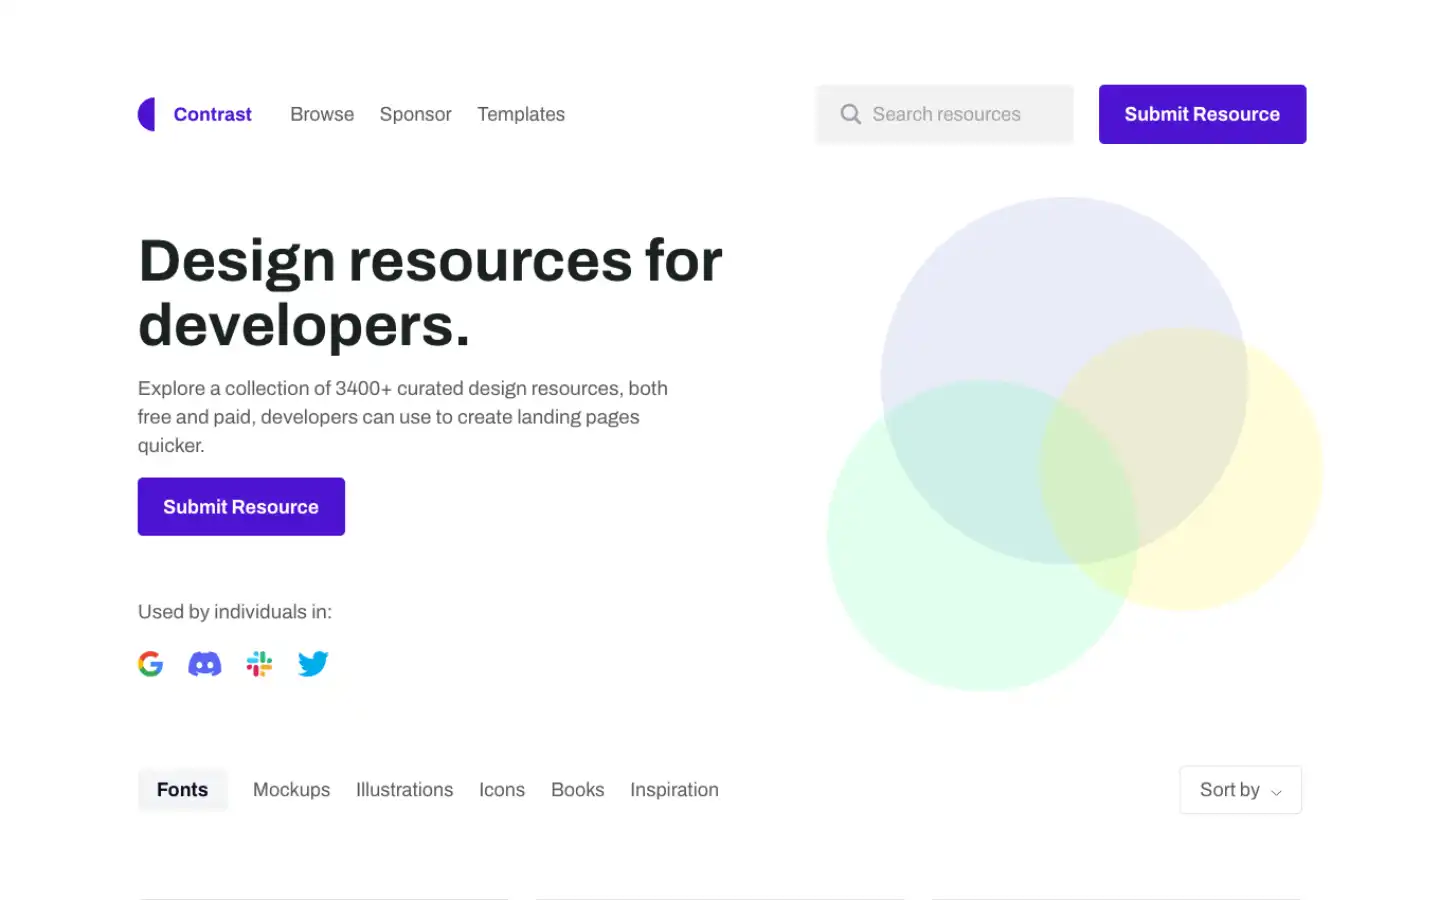 Contrast
Browse
Sponsor
Templates
Search resources
Submit Resource
Design resources for
developers.
Explore a collection of 3400+ curated design resources, both
free and paid, developers can use to create landing pages
quicker.
Submit Resource
Used by individuals in:
Fonts
Mockups
Illustrations
Icons
Books
Inspiration
Sort by